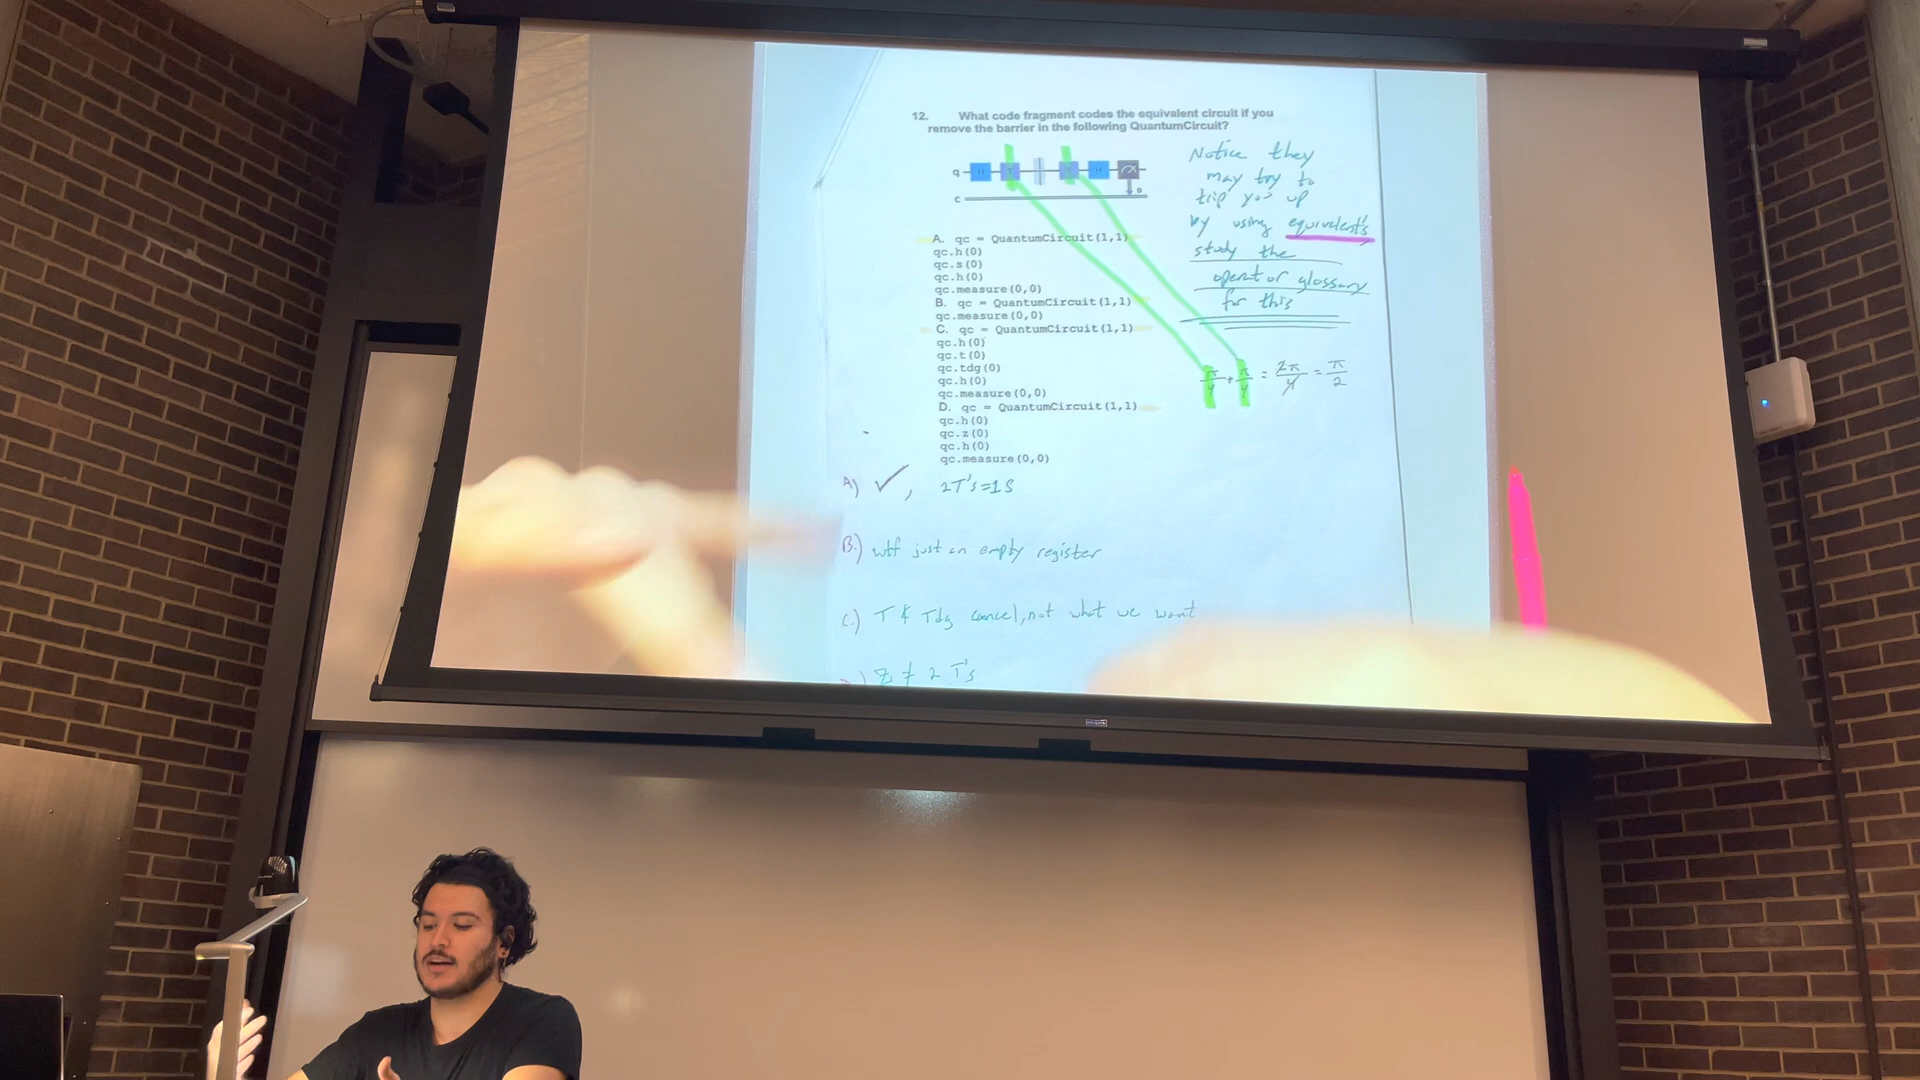 12. What code fragment codes the equivalent circuit if you
remove the barrier in the following QuantumCircuit?
q H T T H
c 0
A. qc = QuantumCircuit(1,1)
qc.h(0)
qc.s(0)
qc.h(0)
qc.measure(0,0)
B. qc = QuantumCircuit(1,1)
qc.measure(0,0)
C. qc = QuantumCircuit(1,1)
qc.h(0)
qc.t(0)
qc.tdg(0)
qc.h(0)
qc.measure(0,0)
D. qc = QuantumCircuit(1,1)
qc.h(0)
qc.z(0)
qc.h(0)
qc.measure(0,0)
Notice they
may try to
trip you up
by using equivalents
study the
operator glossary
for this
π/4 + π/4 = 2π/4 = π/2
A) ✓, 2T's=1S
B.) wtf just an empty register
C.) T & Tdg cancel, not what we want
) Z ≠ 2 T's